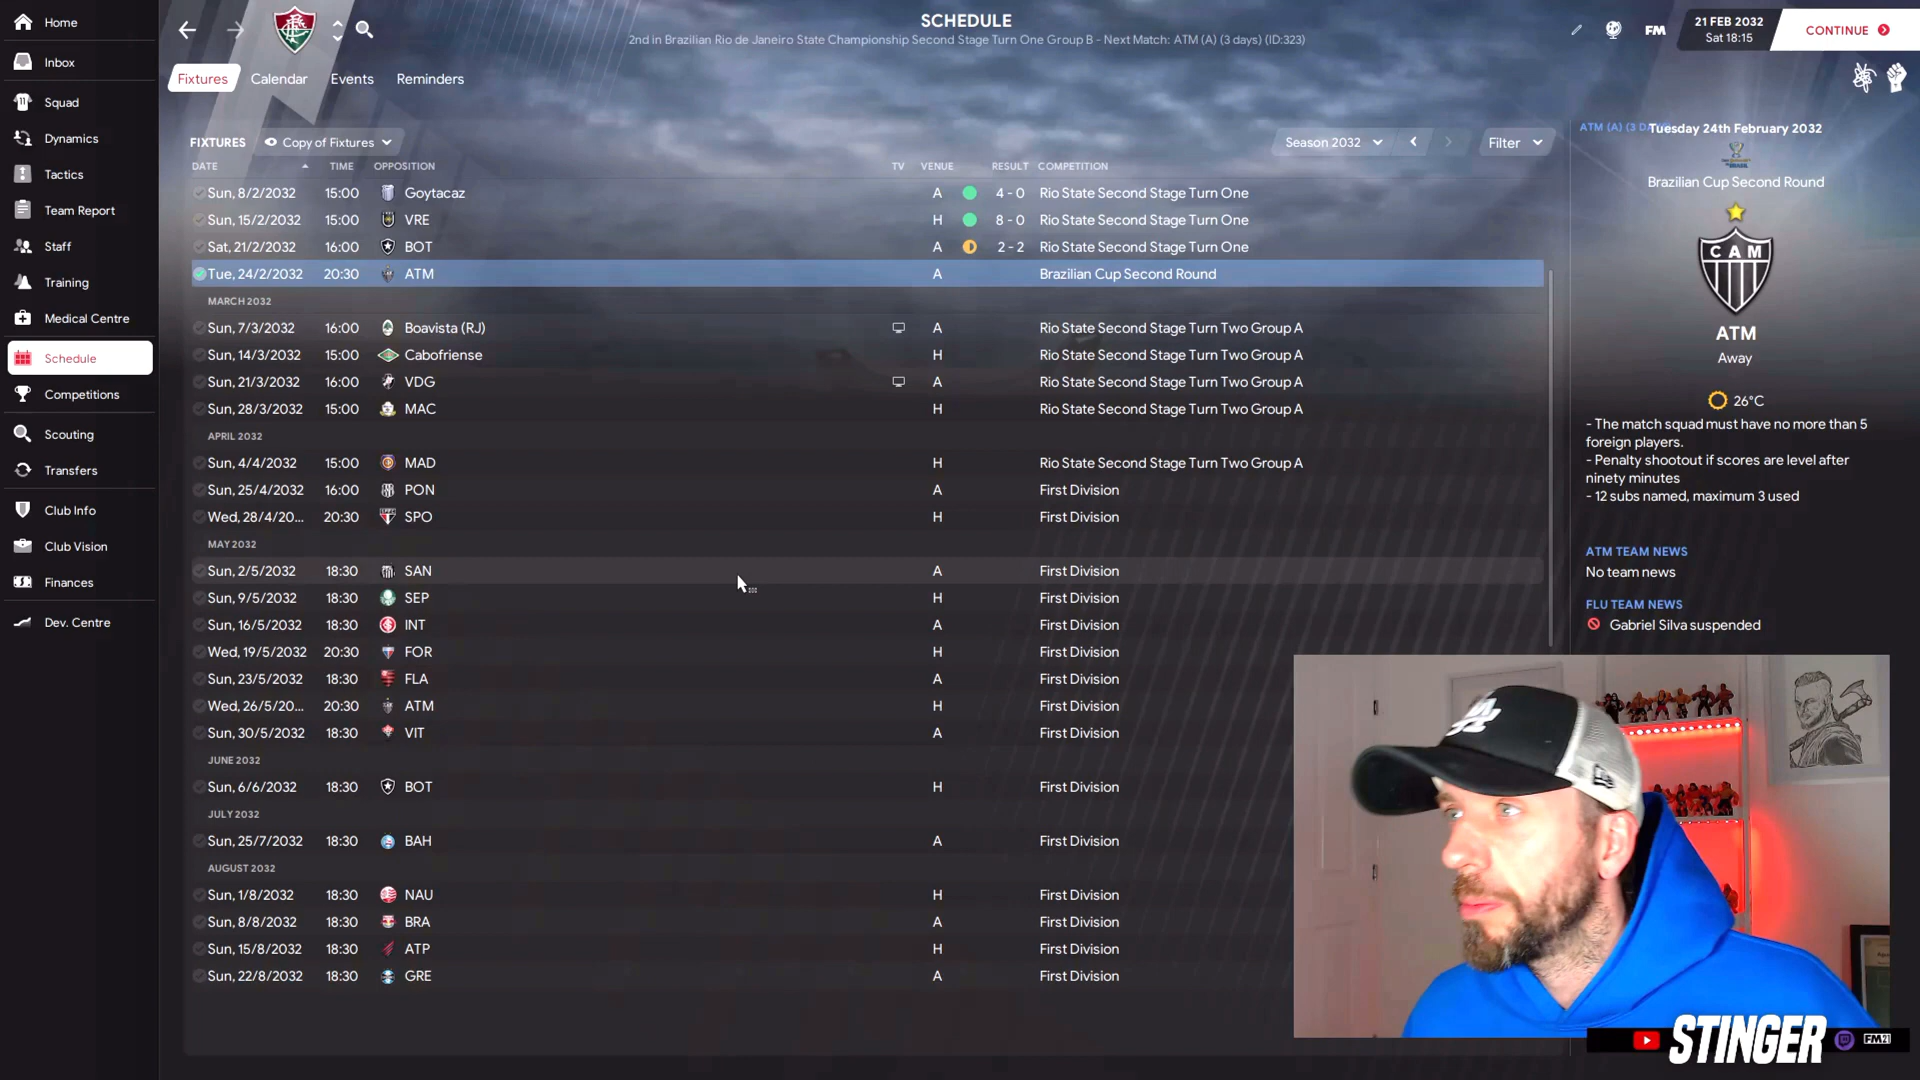 Home
Inbox
Squad
Dynamics
Tactics
Team Report
Staff
Training
Medical Centre
Schedule
Competitions
Scouting
Transfers
Club Info
Club Vision
Finances
Dev. Centre
SCHEDULE
2nd in Brazilian Rio de Janeiro State Championship Second Stage Turn One Group B - Next Match: ATM (A) (3 days) (ID:323)
FM
21 FEB 2032
Sat 18:15
CONTINUE
Fixtures Calendar Events Reminders
FIXTURES Copy of Fixtures Season 2032 Filter
DATE TIME OPPOSITION TV VENUE RESULT COMPETITION
Sun, 8/2/2032 15:00 Goytacaz A 4 - 0 Rio State Second Stage Turn One
Sun, 15/2/2032 15:00 VRE H 8 - 0 Rio State Second Stage Turn One
Sat, 21/2/2032 16:00 BOT A 2 - 2 Rio State Second Stage Turn One
Tue, 24/2/2032 20:30 ATM A Brazilian Cup Second Round
MARCH 2032
Sun, 7/3/2032 16:00 Boavista (RJ) A Rio State Second Stage Turn Two Group A
Sun, 14/3/2032 15:00 Cabofriense H Rio State Second Stage Turn Two Group A
Sun, 21/3/2032 16:00 VDG A Rio State Second Stage Turn Two Group A
Sun, 28/3/2032 15:00 MAC H Rio State Second Stage Turn Two Group A
APRIL 2032
Sun, 4/4/2032 15:00 MAD H Rio State Second Stage Turn Two Group A
Sun, 25/4/2032 16:00 PON A First Division
Wed, 28/4/20... 20:30 SPO H First Division
MAY 2032
Sun, 2/5/2032 18:30 SAN A First Division
Sun, 9/5/2032 18:30 SEP H First Division
Sun, 16/5/2032 18:30 INT A First Division
Wed, 19/5/2032 20:30 FOR H First Division
Sun, 23/5/2032 18:30 FLA A First Division
Wed, 26/5/20... 20:30 ATM H First Division
Sun, 30/5/2032 18:30 VIT A First Division
JUNE 2032
Sun, 6/6/2032 18:30 BOT H First Division
JULY 2032
Sun, 25/7/2032 18:30 BAH A First Division
AUGUST 2032
Sun, 1/8/2032 18:30 NAU H First Division
Sun, 8/8/2032 18:30 BRA A First Division
Sun, 15/8/2032 18:30 ATP H First Division
Sun, 22/8/2032 18:30 GRE A First Division
ATM (A) (3 D
Tuesday 24th February 2032
Brazilian Cup Second Round
CAM
ATM
Away
26°C
- The match squad must have no more than 5
foreign players.
- Penalty shootout if scores are level after
ninety minutes
- 12 subs named, maximum 3 used
ATM TEAM NEWS
No team news
FLU TEAM NEWS
Gabriel Silva suspended
STINGER
FM21